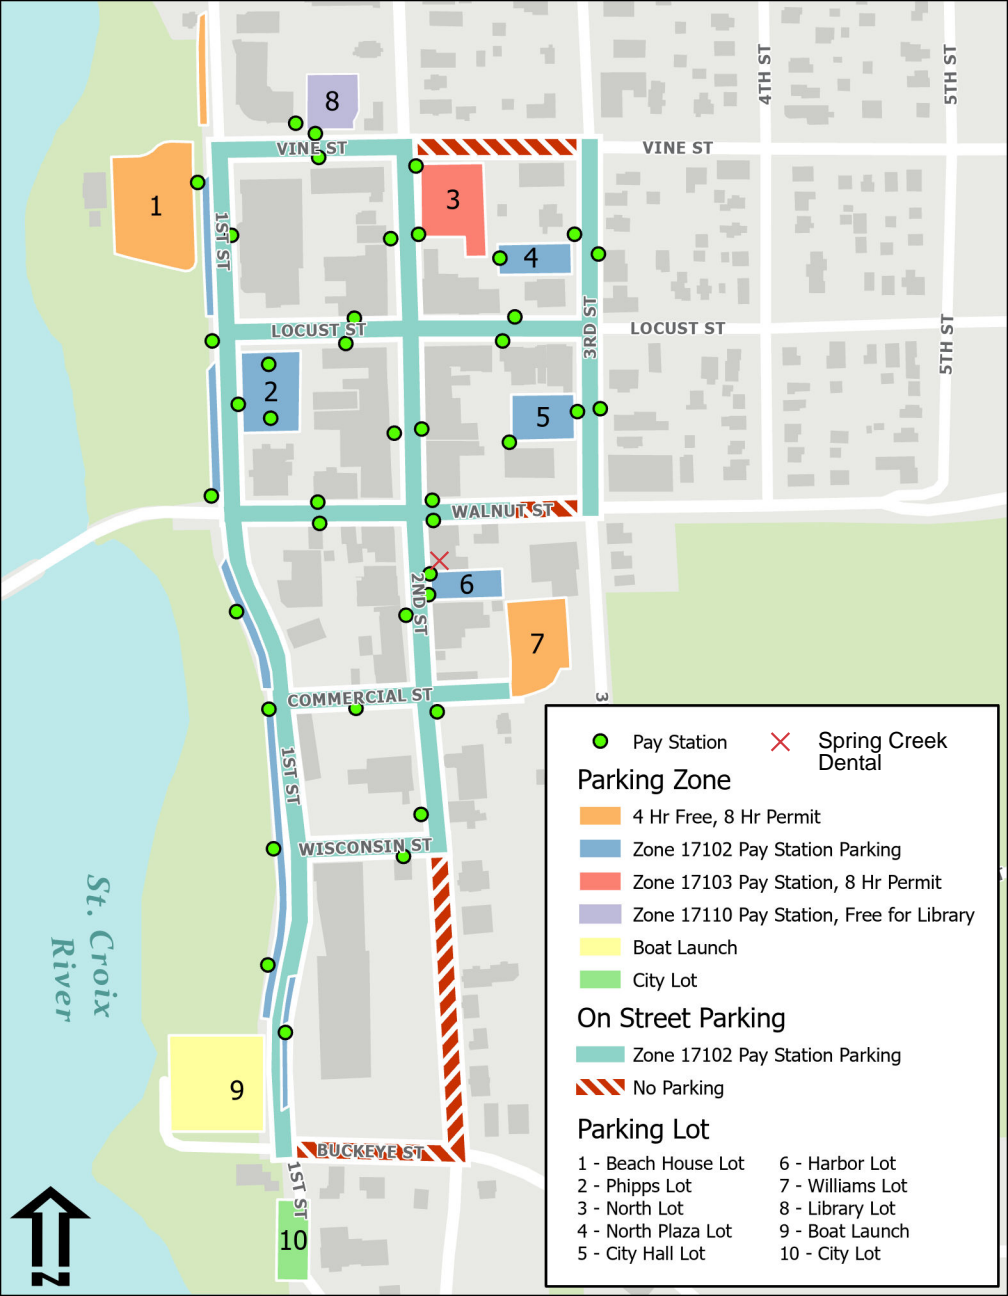 4TH ST
5TH ST
8
VINE ST
VINE ST
1
3
1ST ST
4
LOCUST ST
3RD ST
LOCUST ST
5TH ST
2
5
WALNUT ST
6
2ND ST
7
COMMERCIAL ST
3
1ST ST
WISCONSIN ST
St. Croix
River
9
BUCKEYE ST
1ST ST
10
N
Pay Station
Spring Creek
Dental
Parking Zone
4 Hr Free, 8 Hr Permit
Zone 17102 Pay Station Parking
Zone 17103 Pay Station, 8 Hr Permit
Zone 17110 Pay Station, Free for Library
Boat Launch
City Lot
On Street Parking
Zone 17102 Pay Station Parking
No Parking
Parking Lot
1 - Beach House Lot
2 - Phipps Lot
3 - North Lot
4 - North Plaza Lot
5 - City Hall Lot
6 - Harbor Lot
7 - Williams Lot
8 - Library Lot
9 - Boat Launch
10 - City Lot